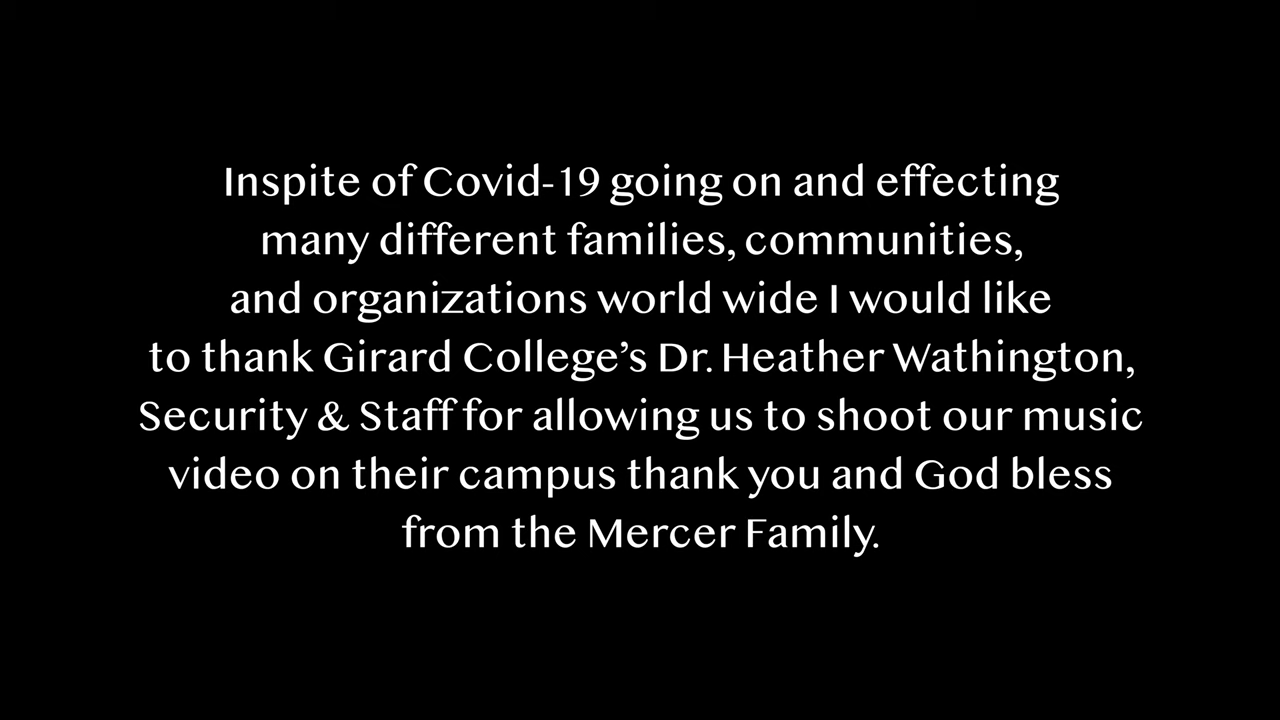 Inspite of Covid-19 going on and effecting
many different families, communities,
and organizations world wide I would like
to thank Girard College’s Dr. Heather Wathington,
Security & Staff for allowing us to shoot our music
video on their campus thank you and God bless
from the Mercer Family.